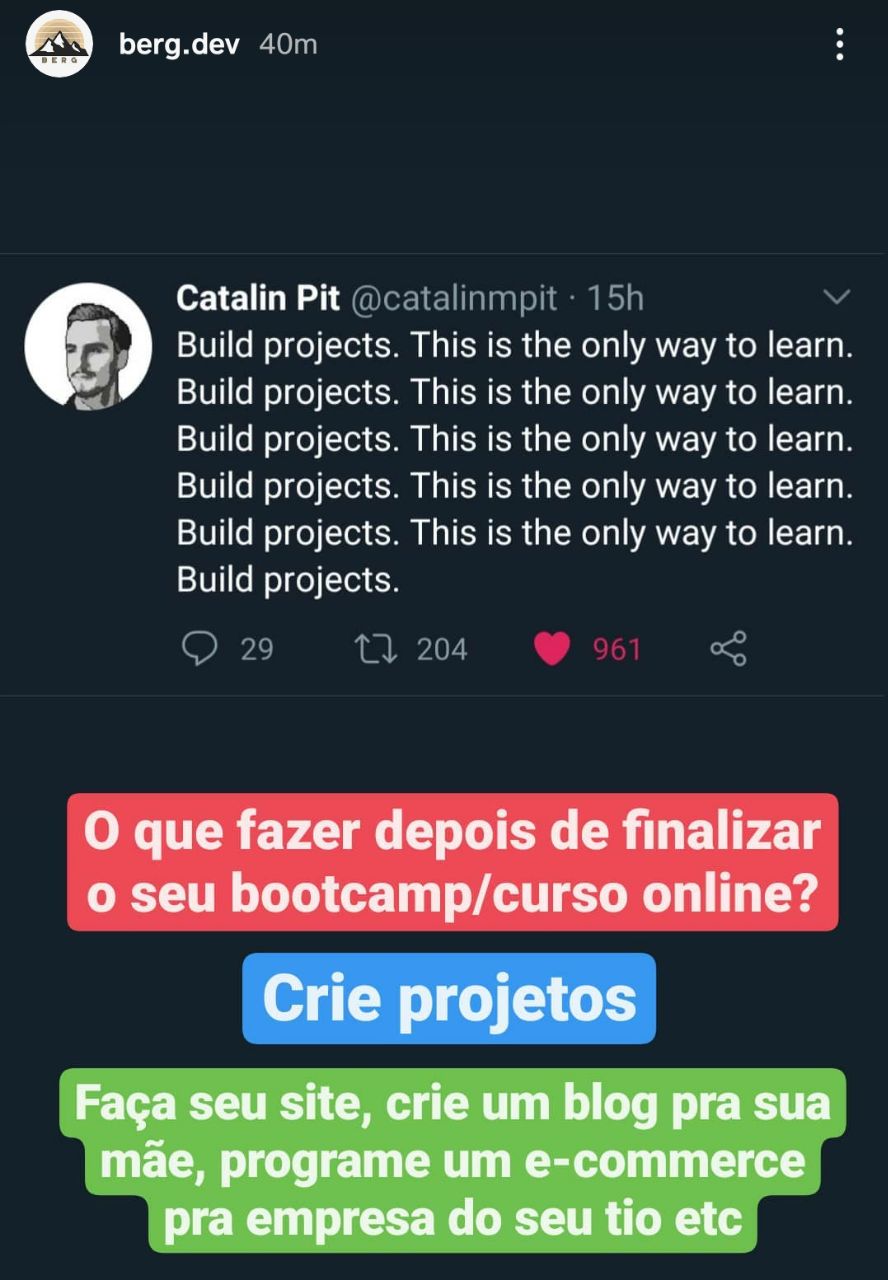 BERG
berg.dev 40m
Catalin Pit @catalinmpit · 15h
Build projects. This is the only way to learn.
Build projects. This is the only way to learn.
Build projects. This is the only way to learn.
Build projects. This is the only way to learn.
Build projects. This is the only way to learn.
Build projects.
29 204 961
O que fazer depois de finalizar
o seu bootcamp/curso online?
Crie projetos
Faça seu site, crie um blog pra sua
mãe, programe um e-commerce
pra empresa do seu tio etc